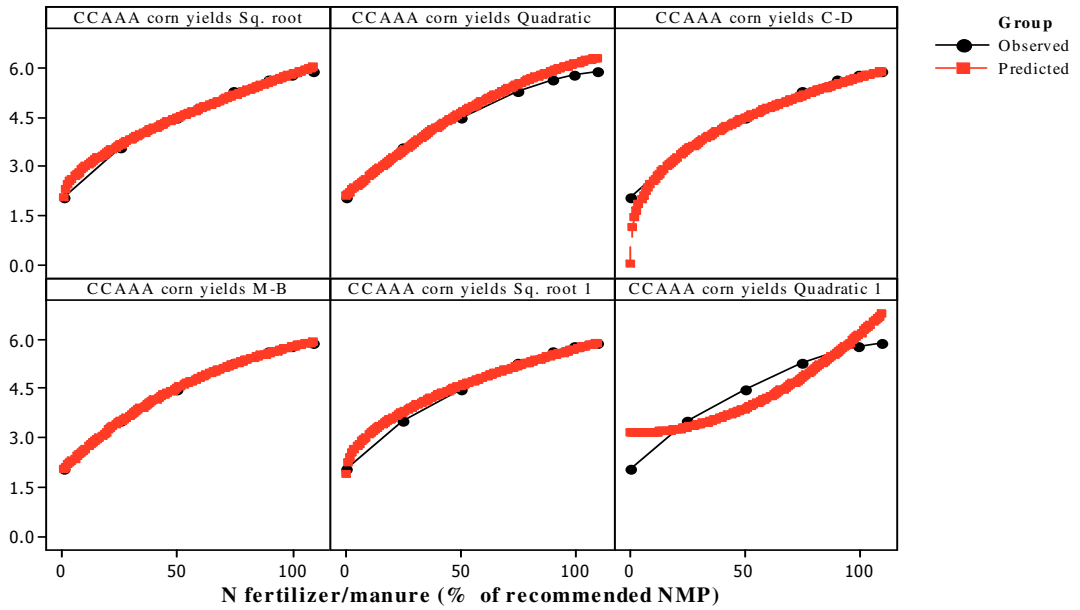 CCAAA corn yields Sq. root
CCAAA corn yields Quadratic
CCAAA corn yields C-D
Group
Observed
Predicted
6.0
4.5
3.0
1.5
0.0
CCAAA corn yields M-B
CCAAA corn yields Sq. root 1
CCAAA corn yields Quadratic 1
6.0
4.5
3.0
1.5
0.0
0 50 100 0 50 100 0 50 100
N fertilizer/manure (% of recommended NMP)